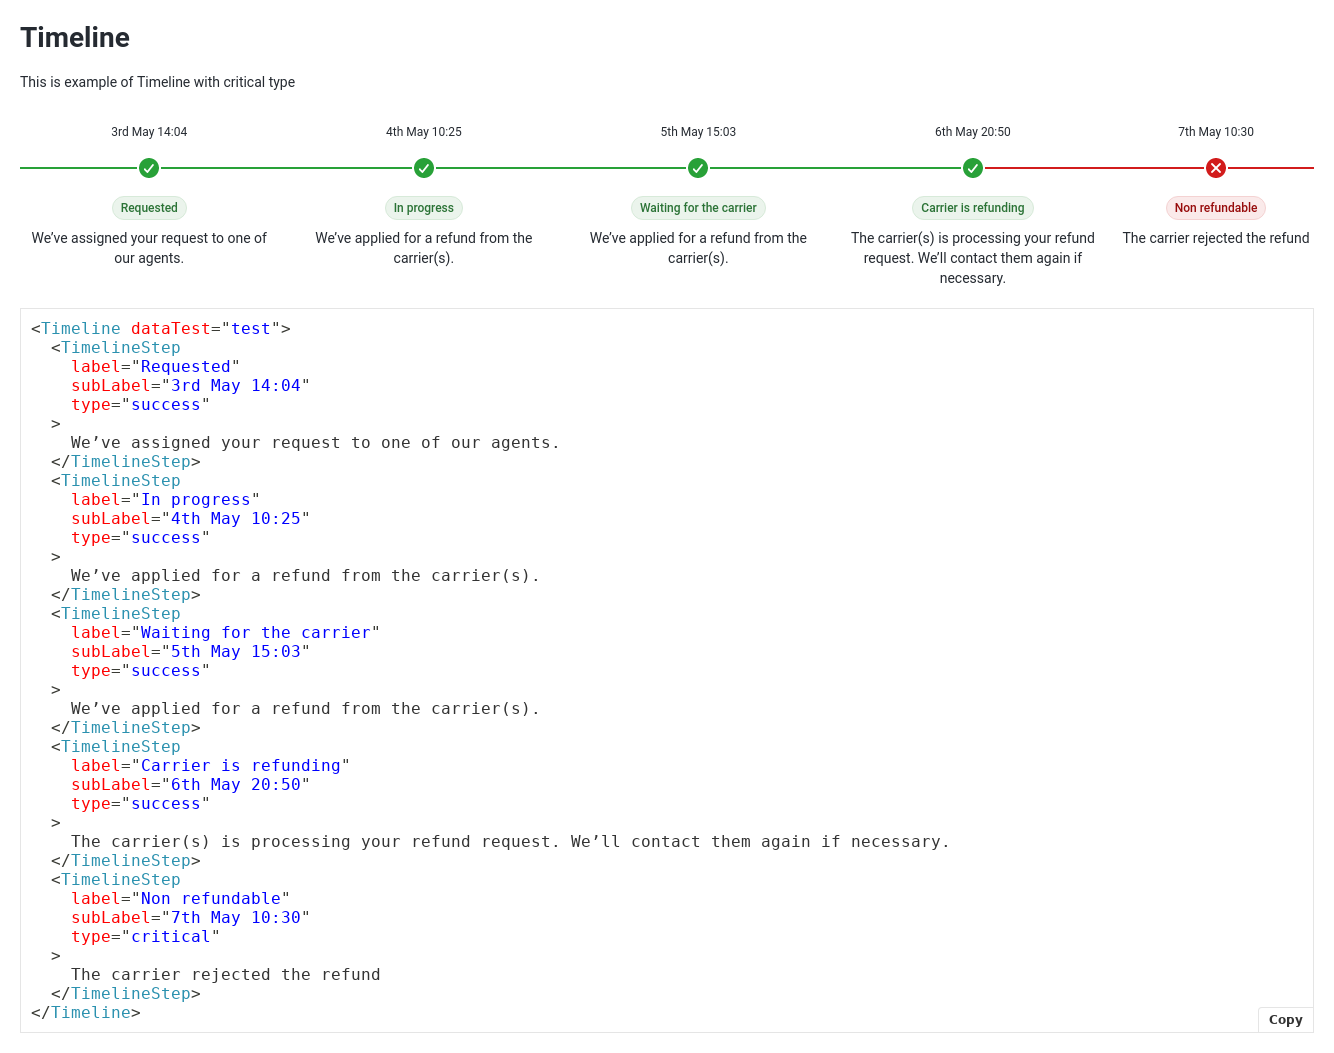 Timeline
This is example of Timeline with critical type
3rd May 14:04
4th May 10:25
5th May 15:03
6th May 20:50
7th May 10:30
Requested
In progress
Waiting for the carrier
Carrier is refunding
Non refundable
We’ve assigned your request to one of
our agents.
We’ve applied for a refund from the
carrier(s).
We’ve applied for a refund from the
carrier(s).
The carrier(s) is processing your refund
request. We’ll contact them again if
necessary.
The carrier rejected the refund
<Timeline dataTest="test">
  <TimelineStep
    label="Requested"
    subLabel="3rd May 14:04"
    type="success"
  >
    We’ve assigned your request to one of our agents.
  </TimelineStep>
  <TimelineStep
    label="In progress"
    subLabel="4th May 10:25"
    type="success"
  >
    We’ve applied for a refund from the carrier(s).
  </TimelineStep>
  <TimelineStep
    label="Waiting for the carrier"
    subLabel="5th May 15:03"
    type="success"
  >
    We’ve applied for a refund from the carrier(s).
  </TimelineStep>
  <TimelineStep
    label="Carrier is refunding"
    subLabel="6th May 20:50"
    type="success"
  >
    The carrier(s) is processing your refund request. We’ll contact them again if necessary.
  </TimelineStep>
  <TimelineStep
    label="Non refundable"
    subLabel="7th May 10:30"
    type="critical"
  >
    The carrier rejected the refund
  </TimelineStep>
</Timeline>
Copy